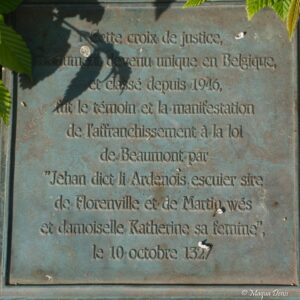 Cette croix de justice,
monument devenu unique en Belgique,
et classé depuis 1946,
fut le témoin et la manifestation
de l'affranchissement à la loi
de Beaumont par
"Jehan dict li Ardenois escuier sire
de Florenville et de Martin wés
et damoiselle Katherine sa femme",
le 10 octobre 1327
© Moquai Denis